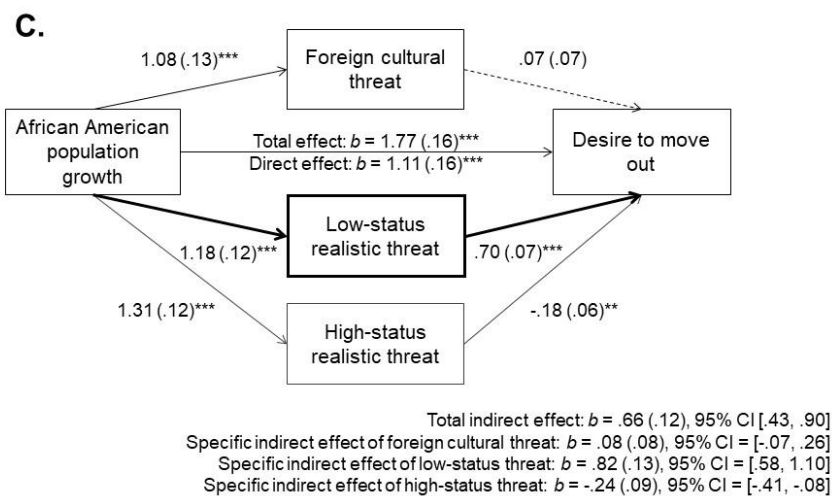 C.
1.08 (.13)***
Foreign cultural
threat
.07 (.07)
African American
population
growth
Total effect: b = 1.77 (.16)***
Direct effect: b = 1.11 (.16)***
Desire to move
out
Low-status
realistic threat
1.18 (.12)***
.70 (.07)***
1.31 (.12)***
-.18 (.06)**
High-status
realistic threat
Total indirect effect: b = .66 (.12), 95% CI [.43, .90]
Specific indirect effect of foreign cultural threat: b = .08 (.08), 95% CI = [-.07, .26]
Specific indirect effect of low-status threat: b = .82 (.13), 95% CI = [.58, 1.10]
Specific indirect effect of high-status threat: b = -.24 (.09), 95% CI = [-.41, -.08]